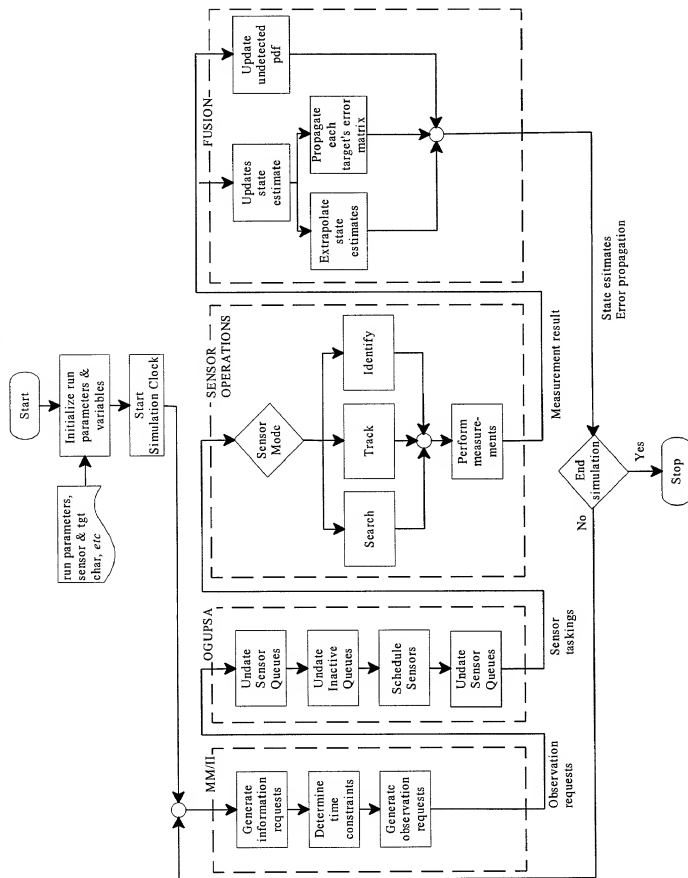 Start
run parameters,
sensor & tgt
char, etc
Initialize run
parameters &
variables
Start
Simulation Clock
MM/II
Generate
information
requests
Determine
time
constraints
Generate
observation
requests
Observation
requests
OGUPSA
Undate
Sensor
Queues
Undate
Inactive
Queues
Schedule
Sensors
Undate
Sensor
Queues
Sensor
taskings
SENSOR
OPERATIONS
Sensor
Mode
Search
Track
Identify
Perform
measure-
ments
Measurement result
FUSION
Updates
state
estimate
Update
undetected
pdf
Extrapolate
state
estimates
Propagate
each
target's error
matrix
State esitmates
Error propagation
End
simulation
No
Yes
Stop